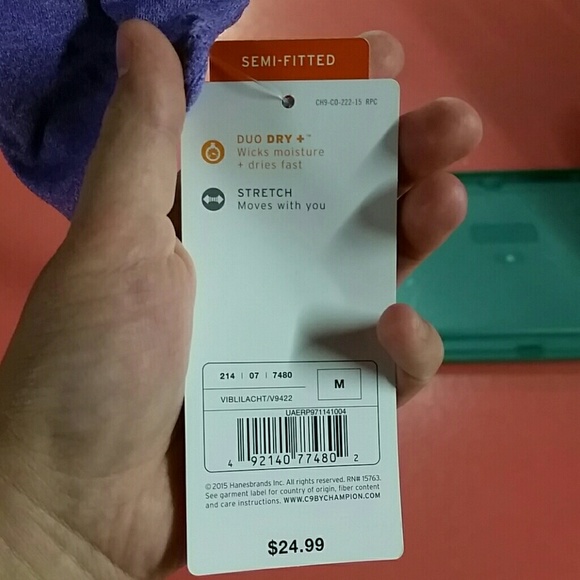 SEMI-FITTED
CH9-CO-222-15 RPC
DUO DRY +™
Wicks moisture
+ dries fast
STRETCH
Moves with you
214 | 07 | 7480
M
VIBLILACHT/V9422
UAERP971141004
4 92140 77480 2
©2015 Hanesbrands Inc. All rights reserved. RN# 15763.
See garment label for country of origin, fiber content
and care instructions. WWW.C9BYCHAMPION.COM
$24.99